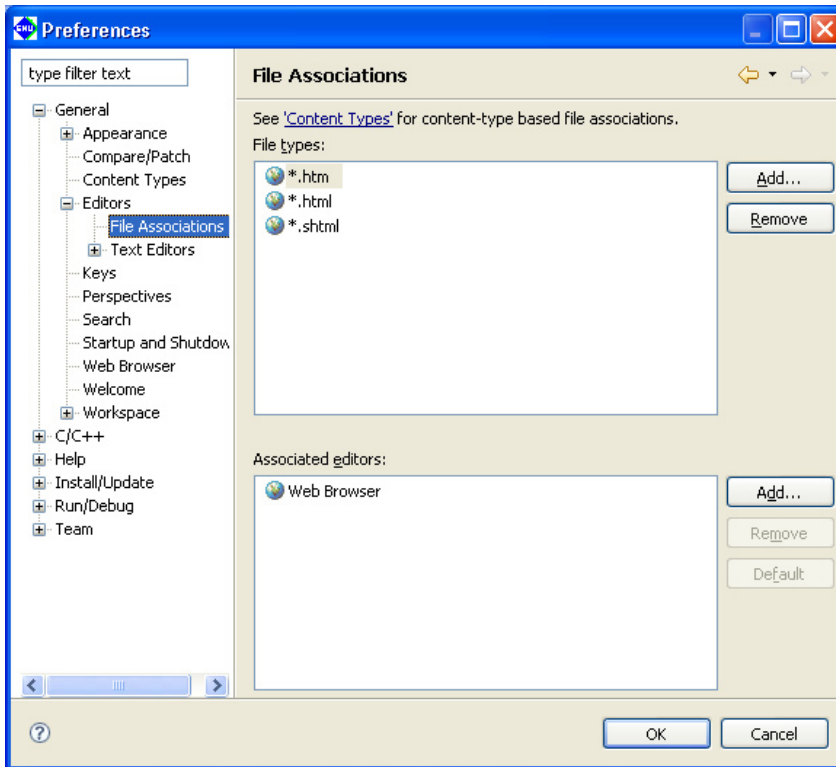 GNU Preferences
type filter text
General
Appearance
Compare/Patch
Content Types
Editors
File Associations
Text Editors
Keys
Perspectives
Search
Startup and Shutdow
Web Browser
Welcome
Workspace
C/C++
Help
Install/Update
Run/Debug
Team
File Associations
See 'Content Types' for content-type based file associations.
File types:
*.htm
*.html
*.shtml
Add...
Remove
Associated editors:
Web Browser
Add...
Remove
Default
OK
Cancel